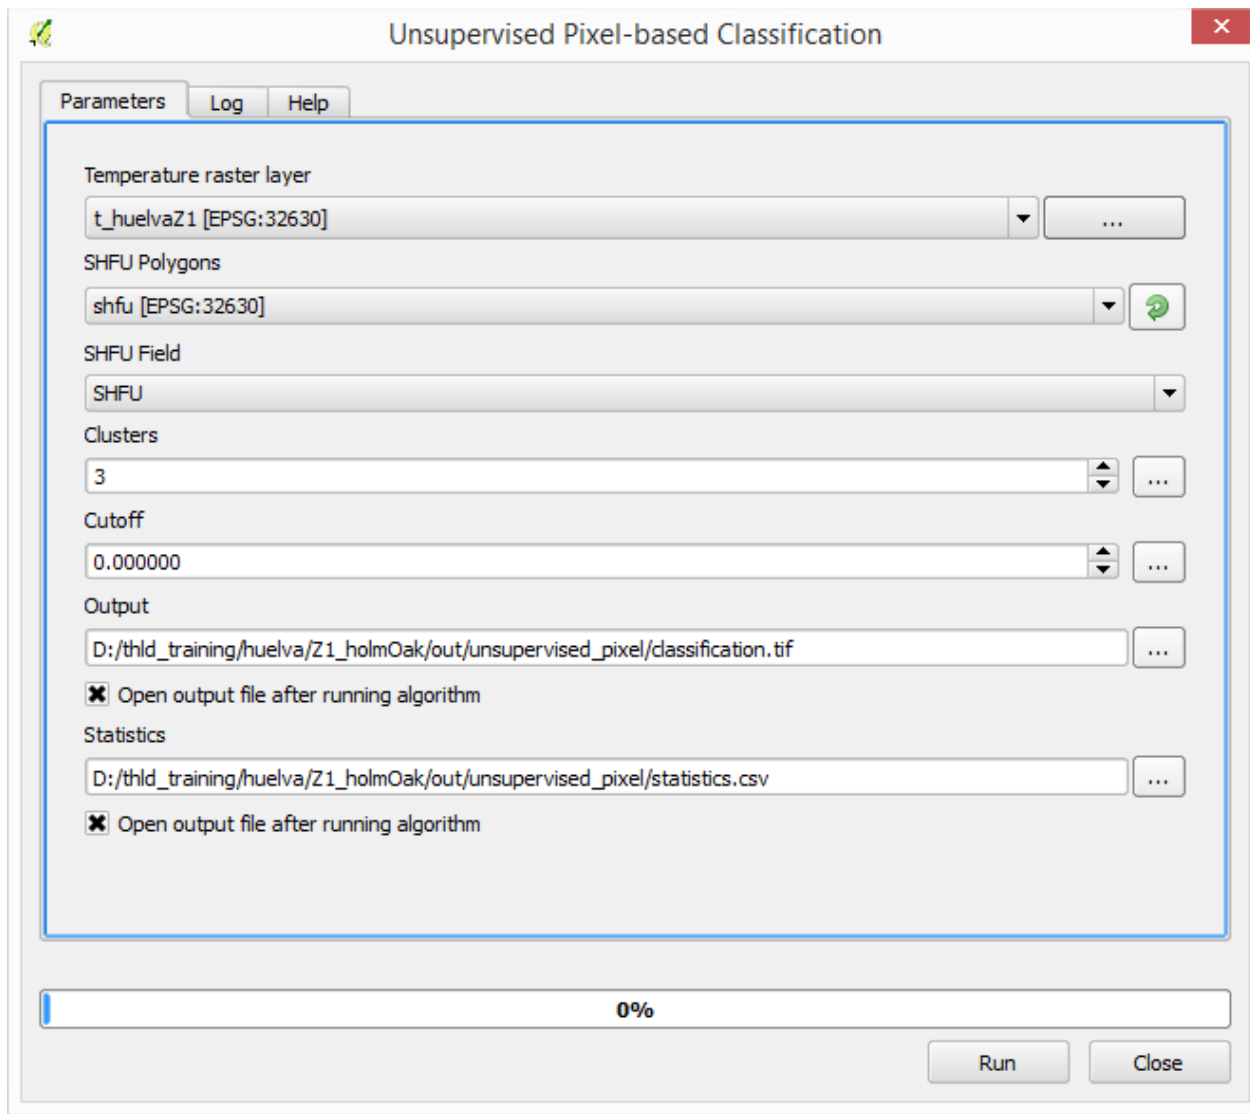 Unsupervised Pixel-based Classification
Parameters Log Help
Temperature raster layer
t_huelvaZ1 [EPSG:32630] ...
SHFU Polygons
shfu [EPSG:32630]
SHFU Field
SHFU
Clusters
3 ...
Cutoff
0.000000 ...
Output
D:/thld_training/huelva/Z1_holmOak/out/unsupervised_pixel/classification.tif ...
Open output file after running algorithm
Statistics
D:/thld_training/huelva/Z1_holmOak/out/unsupervised_pixel/statistics.csv ...
Open output file after running algorithm
0%
Run Close